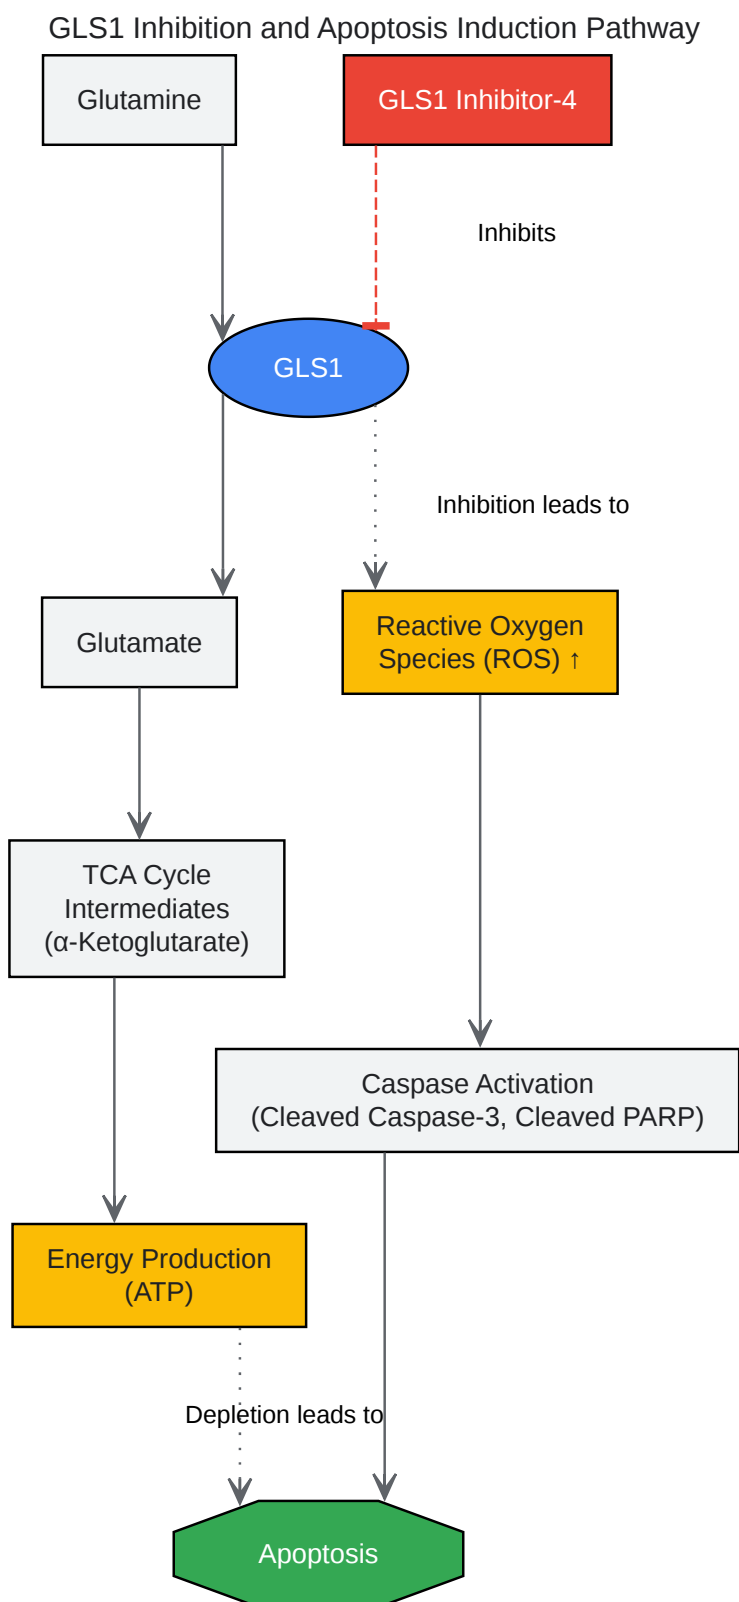 GLS1 Inhibition and Apoptosis Induction Pathway
Glutamine
GLS1 Inhibitor-4
Inhibits
GLS1
Inhibition leads to
Reactive Oxygen
Species (ROS) ↑
Glutamate
TCA Cycle
Intermediates
(α-Ketoglutarate)
Caspase Activation
(Cleaved Caspase-3, Cleaved PARP)
Energy Production
(ATP)
Depletion leads to
Apoptosis